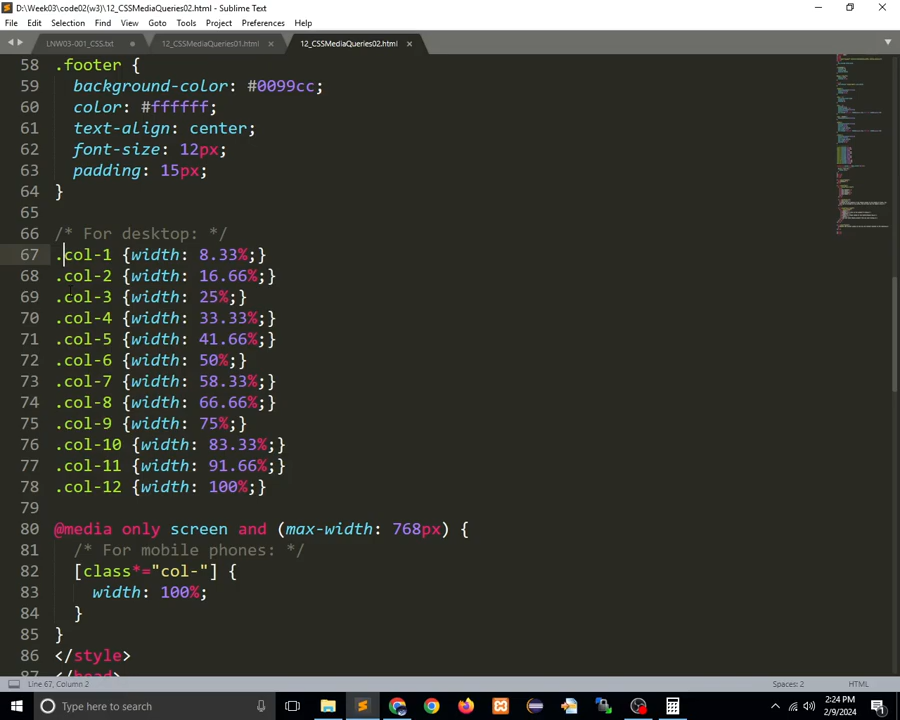 D:\Week03\code02(w3)\12_CSSMediaQueries02.html - Sublime Text
File Edit Selection Find View Goto Tools Project Preferences Help
LNW03-001_CSS.txt 12_CSSMediaQueries01.html 12_CSSMediaQueries02.html
58 .footer {
59 background-color: #0099cc;
60 color: #ffffff;
61 text-align: center;
62 font-size: 12px;
63 padding: 15px;
64 }
65
66 /* For desktop: */
67 .col-1 {width: 8.33%;}
68 .col-2 {width: 16.66%;}
69 .col-3 {width: 25%;}
70 .col-4 {width: 33.33%;}
71 .col-5 {width: 41.66%;}
72 .col-6 {width: 50%;}
73 .col-7 {width: 58.33%;}
74 .col-8 {width: 66.66%;}
75 .col-9 {width: 75%;}
76 .col-10 {width: 83.33%;}
77 .col-11 {width: 91.66%;}
78 .col-12 {width: 100%;}
79
80 @media only screen and (max-width: 768px) {
81 /* For mobile phones: */
82 [class*="col-"] {
83 width: 100%;
84 }
85 }
86 </style>
87 </head>
Line 67, Column 2 Spaces: 2 HTML
Type here to search
2:24 PM
2/9/2024